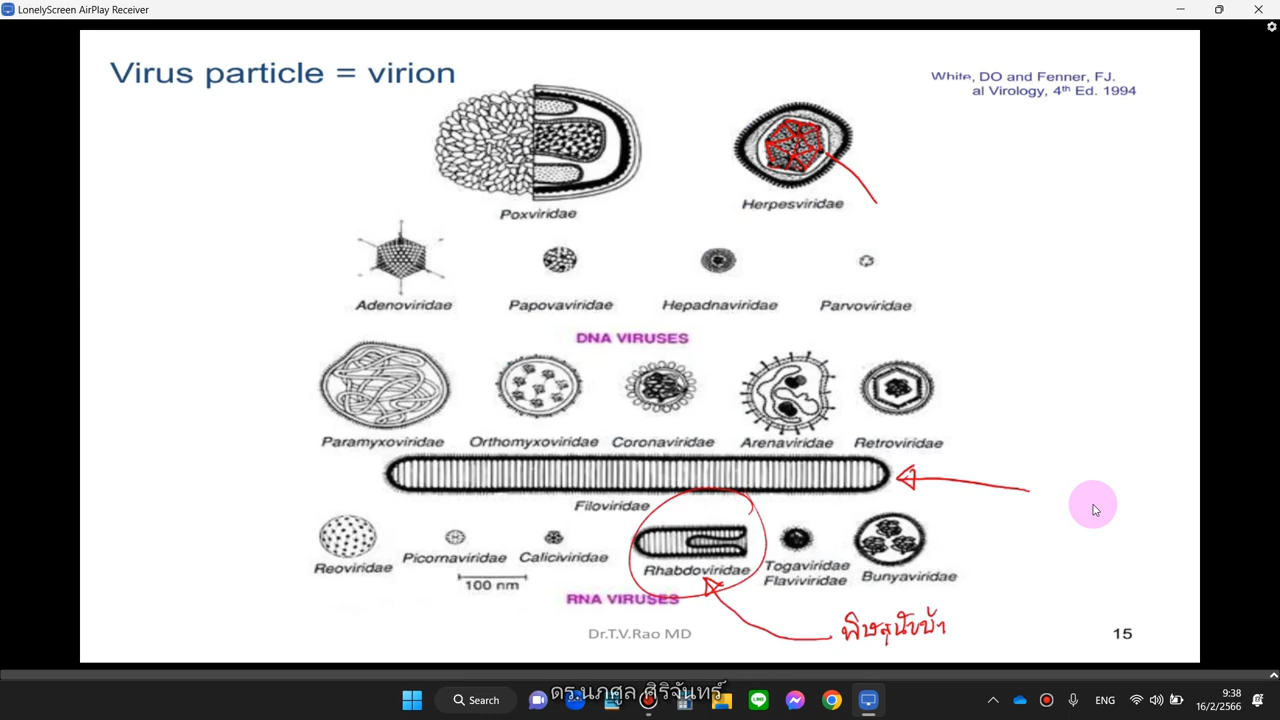 LonelyScreen AirPlay Receiver
Virus particle = virion
White, DO and Fenner, FJ.
al Virology, 4th Ed. 1994
Poxviridae
Herpesviridae
Adenoviridae
Papovaviridae
Hepadnaviridae
Parvoviridae
DNA VIRUSES
Paramyxoviridae
Orthomyxoviridae
Coronaviridae
Arenaviridae
Retroviridae
Filoviridae
Reoviridae
Picornaviridae
Caliciviridae
Rhabdoviridae
Togaviridae
Flaviviridae
Bunyaviridae
100 nm
RNA VIRUSES
พิษสุนัขบ้า
Dr.T.V.Rao MD
15
ดร.นภศูล ศิริจันทร์
Search
ENG
9:38
16/2/2566